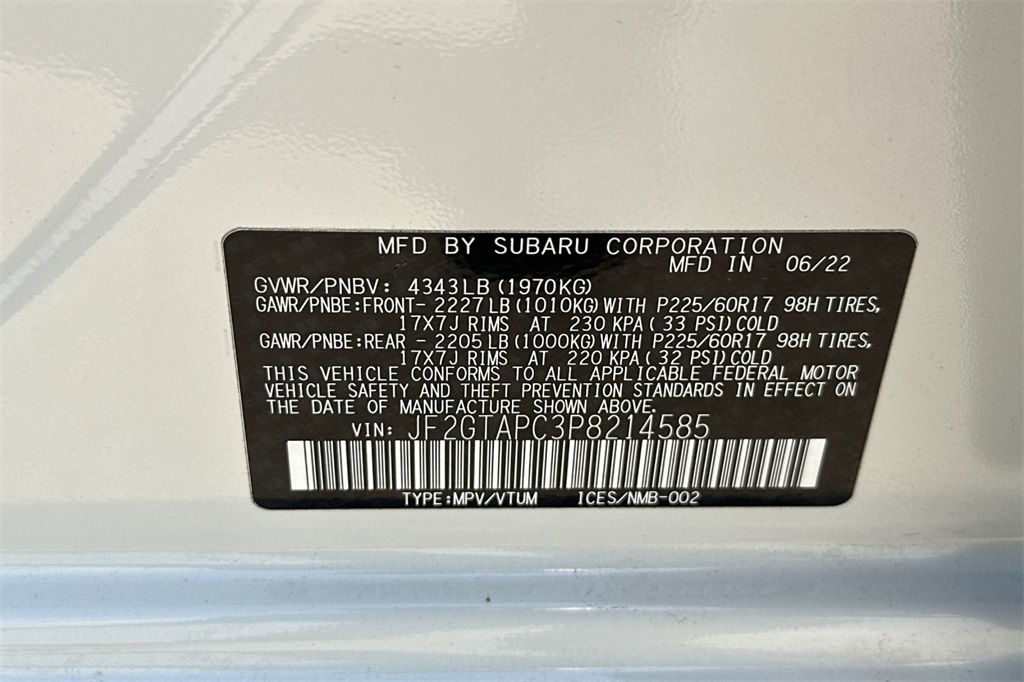 MFD BY SUBARU CORPORATION
MFD IN 06/22
GVWR/PNBV: 4343LB(1970KG)
GAWR/PNBE:FRONT- 2227LB(1010KG)WITH P225/60R17 98H TIRES,
17X7J RIMS AT 230 KPA( 33 PSI)COLD
GAWR/PNBE:REAR - 2205LB(1000KG)WITH P225/60R17 98H TIRES,
17X7J RIMS AT 220 KPA( 32 PSI)COLD
THIS VEHICLE CONFORMS TO ALL APPLICABLE FEDERAL MOTOR
VEHICLE SAFETY AND THEFT PREVENTION STANDARDS IN EFFECT ON
THE DATE OF MANUFACTURE SHOWN ABOVE.
VIN: JF2GTAPC3P8214585
TYPE:MPV/VTUM ICES/NMB-002